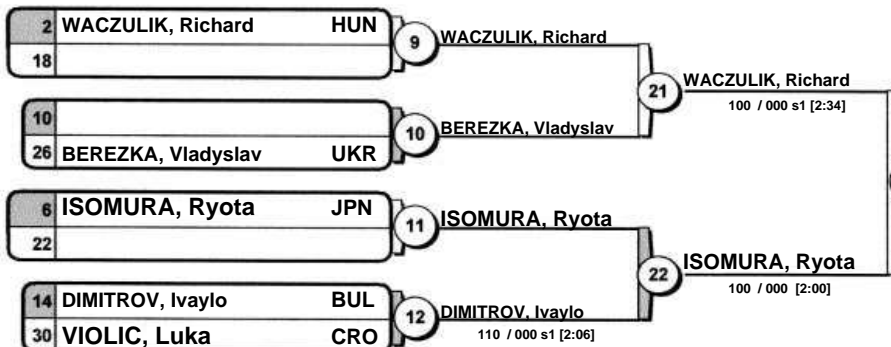 2 WACZULIK, Richard HUN
18
9 WACZULIK, Richard
10
26 BEREZKA, Vladyslav UKR
10 BEREZKA, Vladyslav
21 WACZULIK, Richard
100 / 000 s1 [2:34]
6 ISOMURA, Ryota JPN
22
11 ISOMURA, Ryota
14 DIMITROV, Ivaylo BUL
30 VIOLIC, Luka CRO
12 DIMITROV, Ivaylo
110 / 000 s1 [2:06]
22 ISOMURA, Ryota
100 / 000 [2:00]